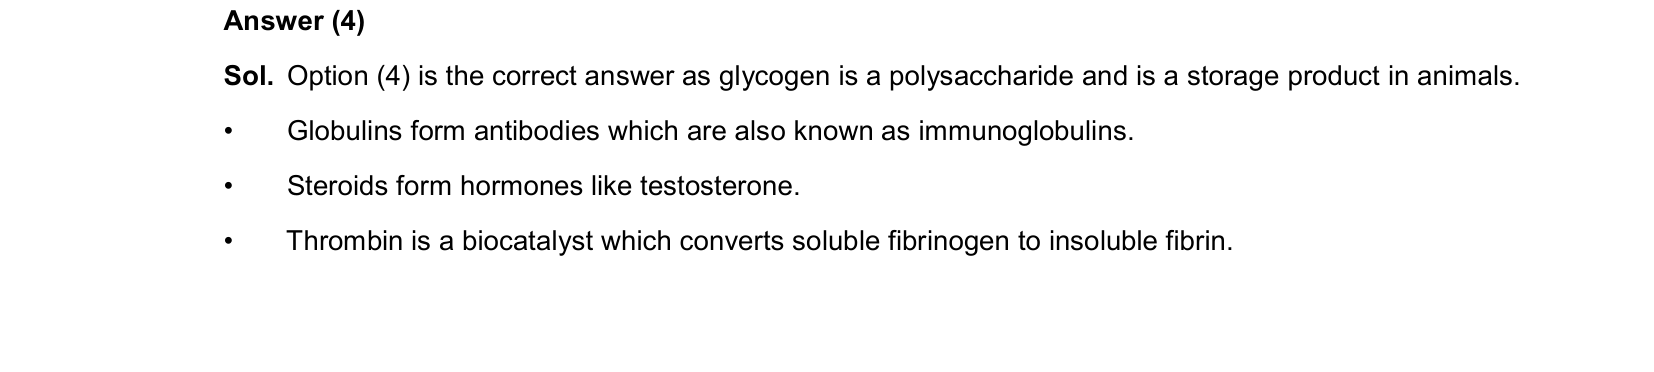 Answer (4)
Sol. Option (4) is the correct answer as glycogen is a polysaccharide and is a storage product in animals.
• Globulins form antibodies which are also known as immunoglobulins.
• Steroids form hormones like testosterone.
• Thrombin is a biocatalyst which converts soluble fibrinogen to insoluble fibrin.